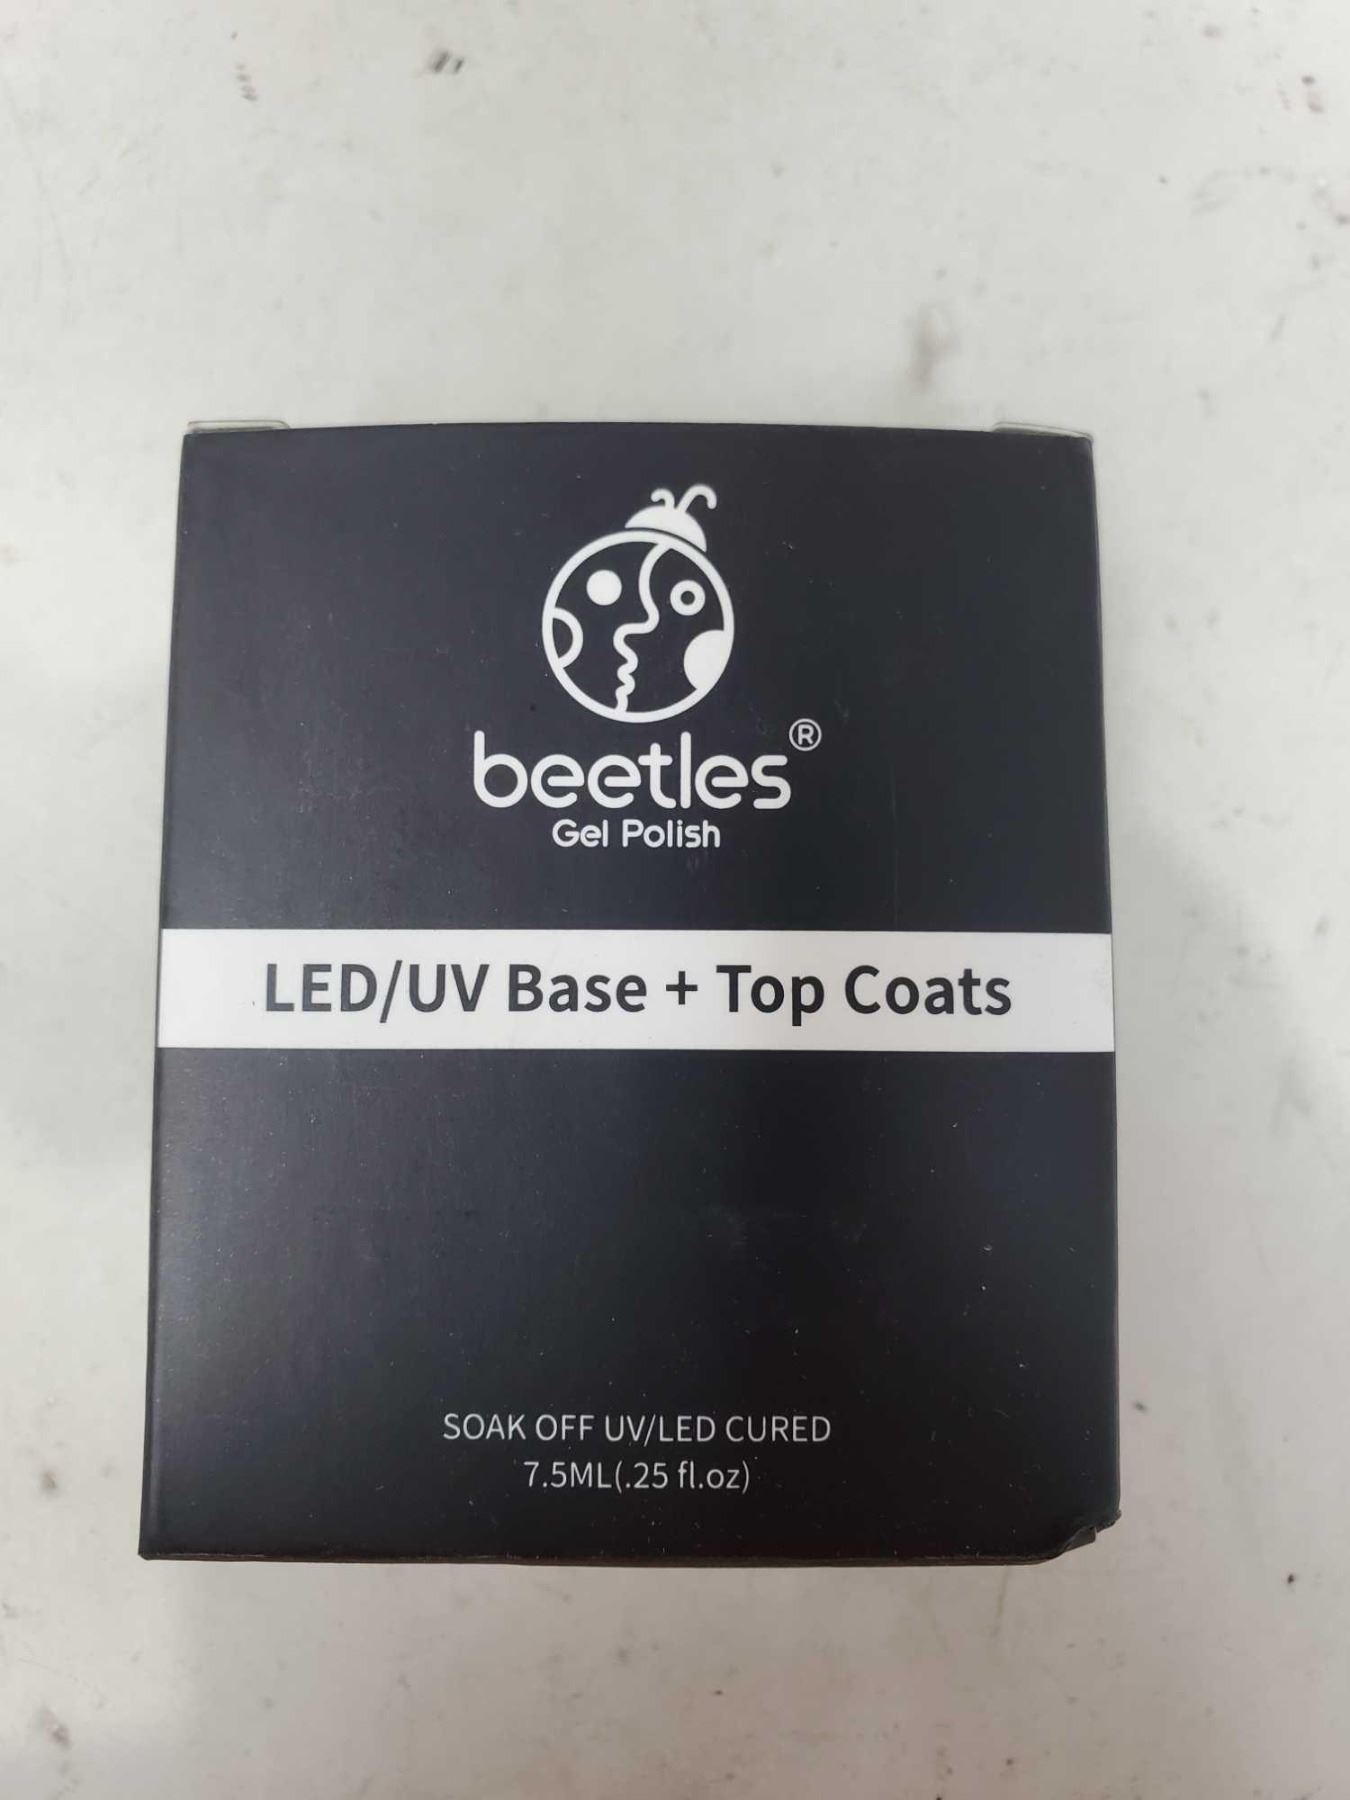 beetles®
Gel Polish
LED/UV Base + Top Coats
SOAK OFF UV/LED CURED
7.5ML(.25 fl.oz)